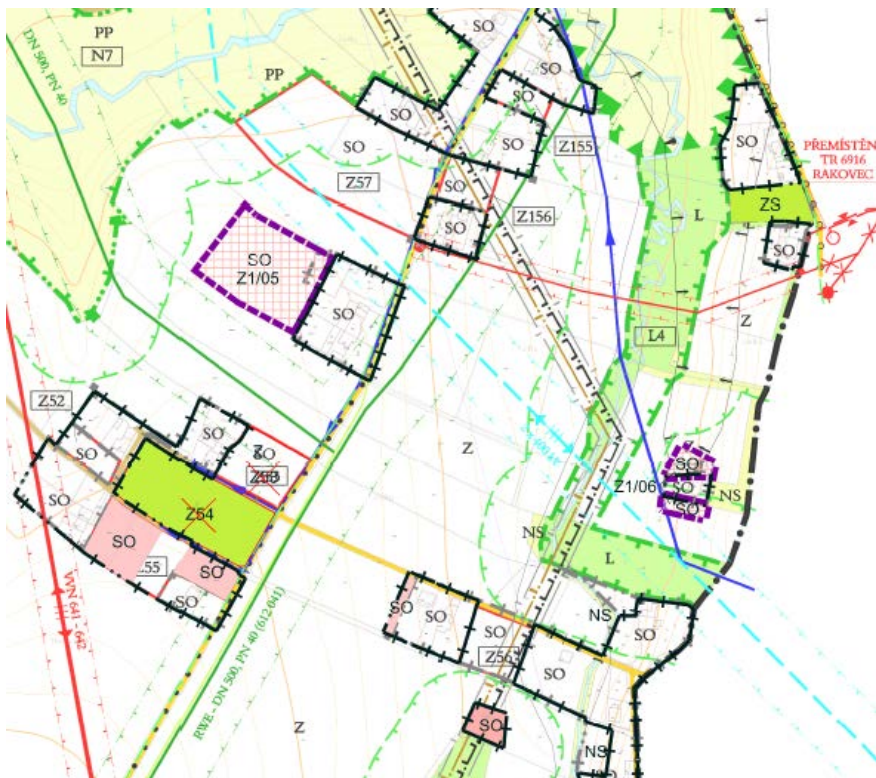 PP
N7
DN 500, PN 40
PP
SO
SO
SO
SO
SO
SO
Z155
Z57
SO
SO
Z156
SO
PŘEMÍSTĚN
TR 6916
RAKOVEC
L
ZS
SO
SO
Z1/05
SO
Z
L4
Z52
SO
SO
Z
SO
SO
Z54
Z
SO
Z1/06
SO
SO
NS
SO
Z55
SO
SO
NS
L
VVN 641 - 642
RWE - DN 500, PN 40 (612 041)
SO
SO
SO
Z56
NS
SO
SO
Z
SO
NS